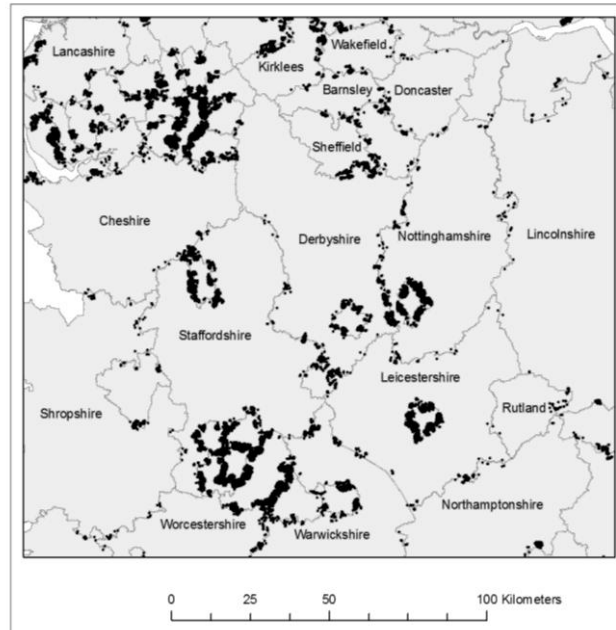 Lancashire
Wakefield
Kirklees
Barnsley
Doncaster
Sheffield
Cheshire
Derbyshire
Nottinghamshire
Lincolnshire
Staffordshire
Leicestershire
Shropshire
Rutland
Northamptonshire
Worcestershire
Warwickshire
0 25 50 100 Kilometers